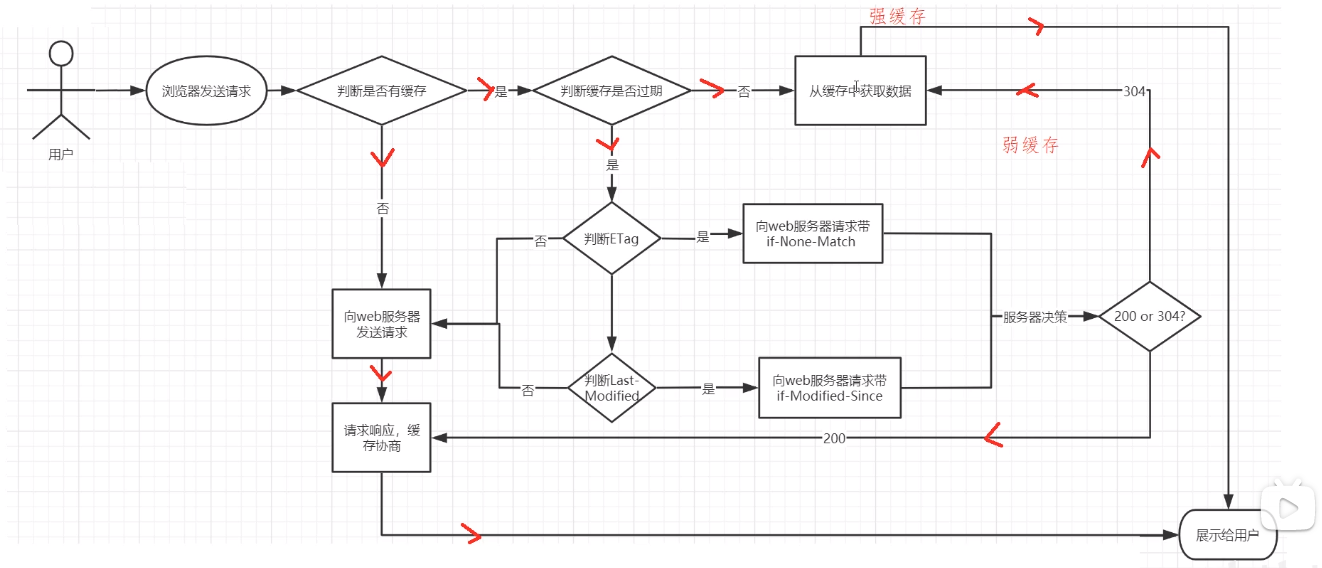 强缓存
浏览器发送请求
判断是否有缓存
是
判断缓存是否过期
否
从缓存中获取数据
304
用户
弱缓存
否
是
否
判断ETag
是
向web服务器请求带
if-None-Match
向web服务器
发送请求
服务器决策
200 or 304?
否
判断Last-
Modified
是
向web服务器请求带
if-Modified-Since
请求响应，缓
存协商
200
展示给用户